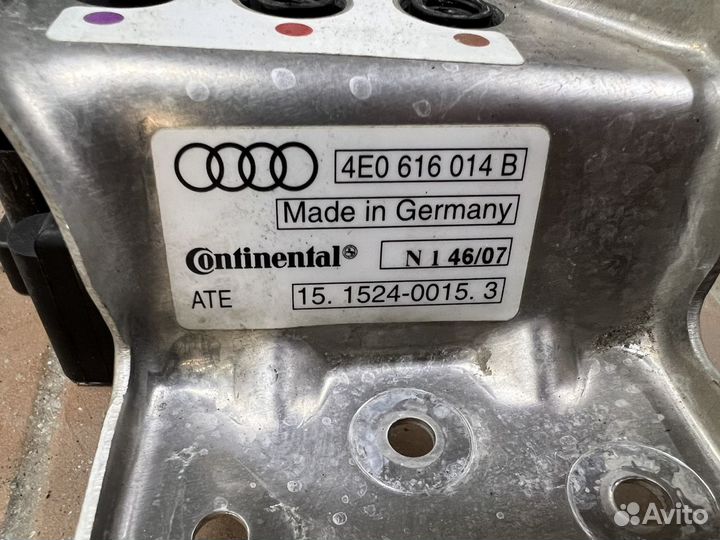 4E0 616 014 B
Made in Germany
Continental® N 1 46/07
ATE 15. 1524-0015. 3
Avito